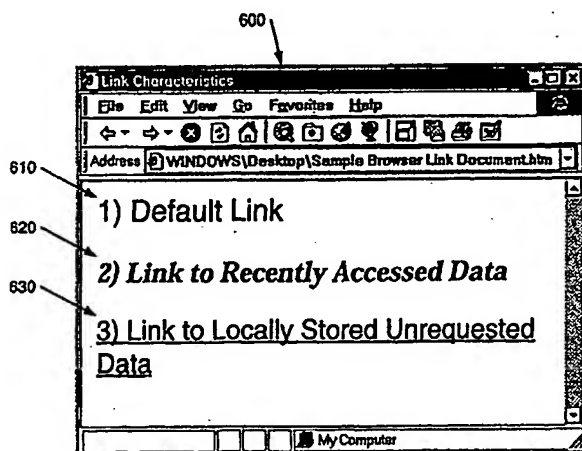 600
Link Characteristics
File Edit View Go Favorites Help
Address WINDOWS\Desktop\Sample Browser Link Document.htm
610
1) Default Link
620
2) Link to Recently Accessed Data
630
3) Link to Locally Stored Unrequested
Data
My Computer